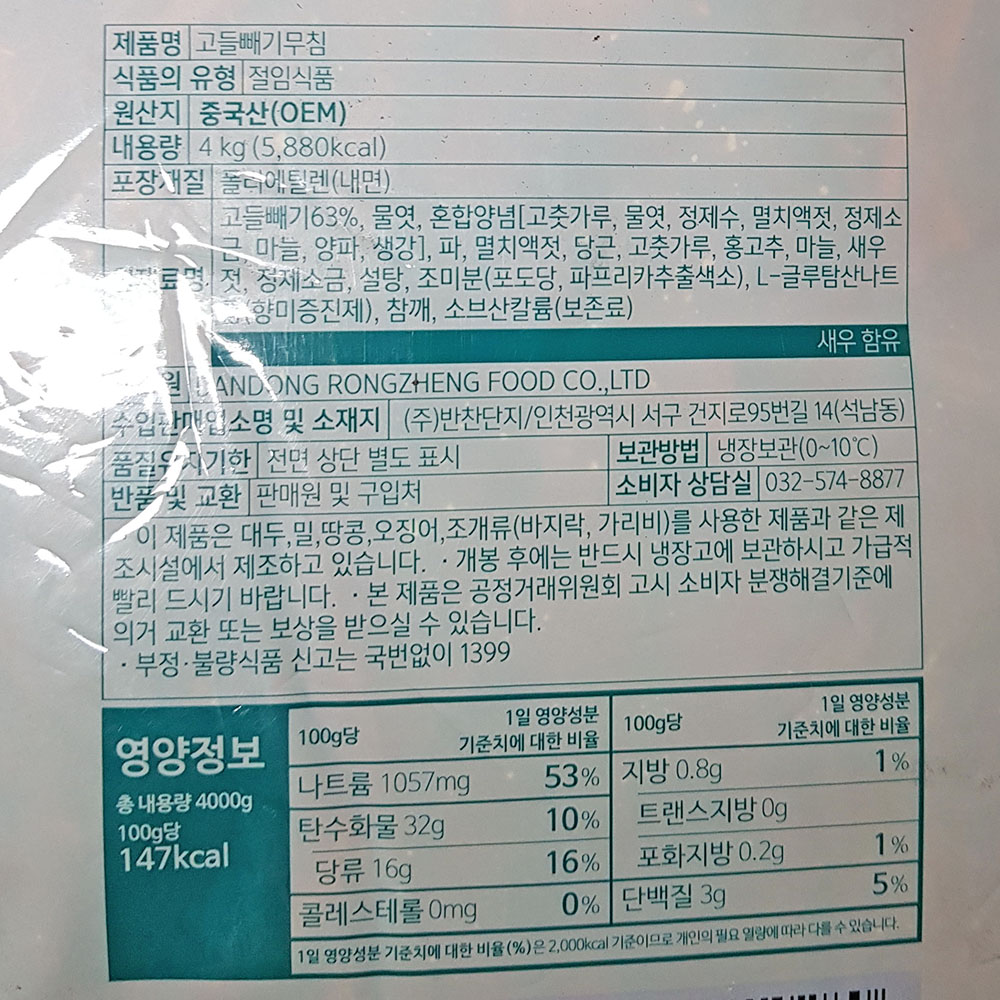 제품명 고들빼기무침
식품의 유형 절임식품
원산지 중국산(OEM)
내용량 4 kg (5,880kcal)
포장재질 폴리에틸렌(내면)
고들빼기63%, 물엿, 혼합양념[고춧가루, 물엿, 정제수, 멸치액젓, 정제소
금, 마늘, 양파, 생강], 파, 멸치액젓, 당근, 고춧가루, 홍고추, 마늘, 새우
료명 젓, 정제소금, 설탕, 조미분(포도당, 파프리카추출색소), L-글루탐산나트
(향미증진제), 참깨, 소브산칼륨(보존료)
새우 함유
원 ANDONG RONGZHENG FOOD CO.,LTD
수입판매업소명 및 소재지 (주)반찬단지/인천광역시 서구 건지로95번길 14(석남동)
품질유지기한 전면 상단 별도 표시 보관방법 냉장보관(0~10℃)
반품 및 교환 판매원 및 구입처 소비자 상담실 032-574-8877
· 이 제품은 대두,밀,땅콩,오징어,조개류(바지락, 가리비)를 사용한 제품과 같은 제
조시설에서 제조하고 있습니다. · 개봉 후에는 반드시 냉장고에 보관하시고 가급적
빨리 드시기 바랍니다. · 본 제품은 공정거래위원회 고시 소비자 분쟁해결기준에
의거 교환 또는 보상을 받으실 수 있습니다.
· 부정·불량식품 신고는 국번없이 1399
영양정보
총 내용량 4000g
100g당
147kcal
100g당 1일 영양성분 기준치에 대한 비율
나트륨 1057mg 53%
탄수화물 32g 10%
당류 16g 16%
콜레스테롤 0mg 0%
100g당 1일 영양성분 기준치에 대한 비율
지방 0.8g 1%
트랜스지방 0g
포화지방 0.2g 1%
단백질 3g 5%
1일 영양성분 기준치에 대한 비율(%)은 2,000kcal 기준이므로 개인의 필요 열량에 따라 다를 수 있습니다.